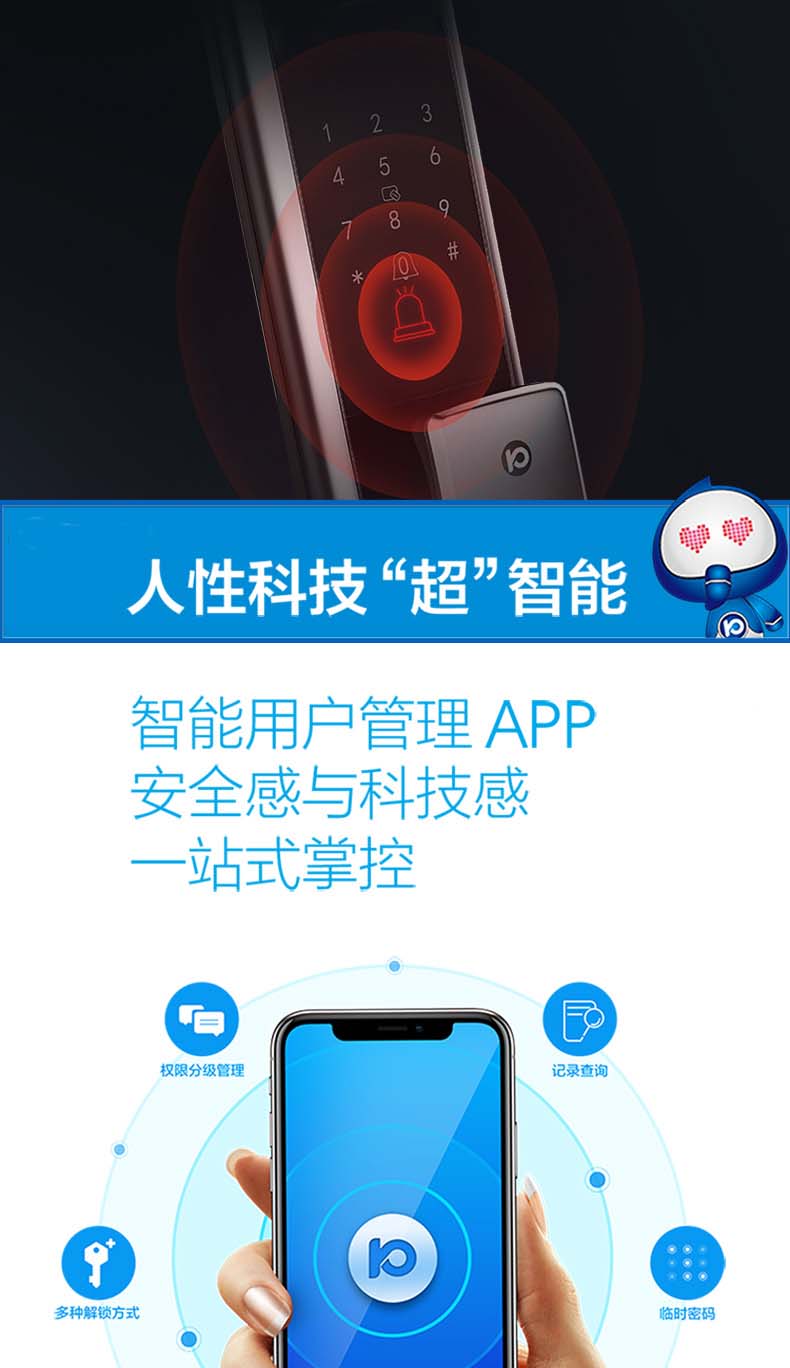 1 2 3
4 5 6
7 8 9
* 0 #
人性科技“超”智能
智能用户管理 APP
安全感与科技感
一站式掌控
权限分级管理
记录查询
多种解锁方式
临时密码